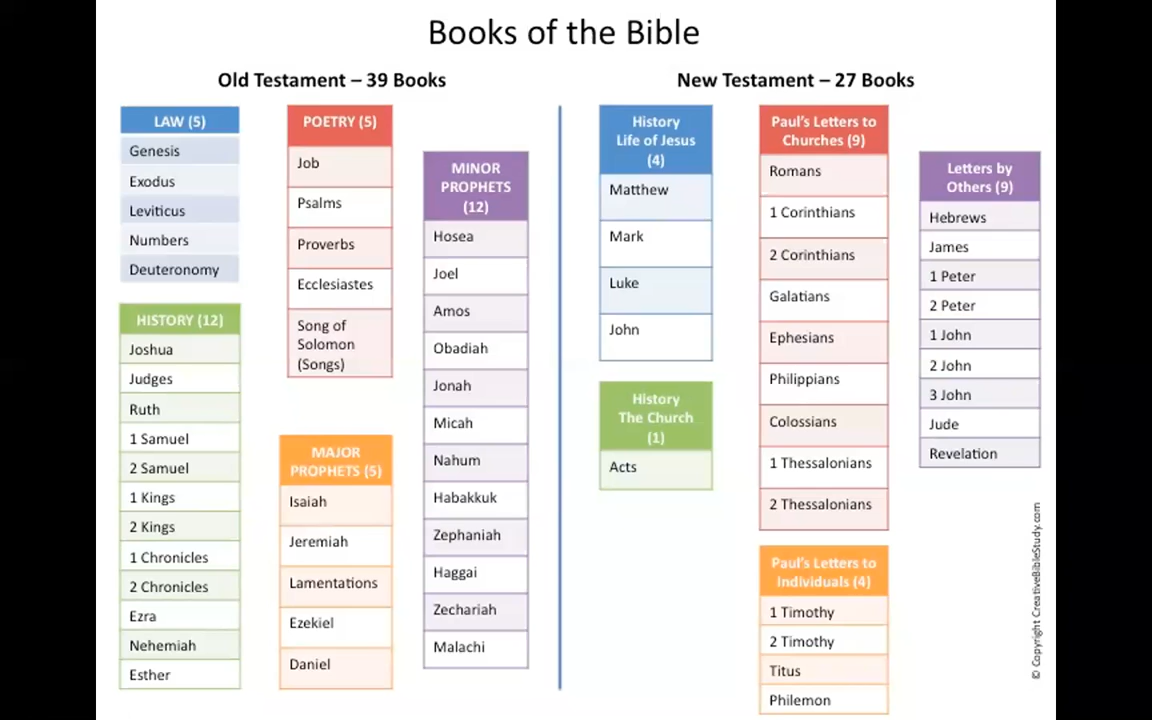 Books of the Bible
Old Testament – 39 Books
LAW (5)
Genesis
Exodus
Leviticus
Numbers
Deuteronomy
HISTORY (12)
Joshua
Judges
Ruth
1 Samuel
2 Samuel
1 Kings
2 Kings
1 Chronicles
2 Chronicles
Ezra
Nehemiah
Esther
POETRY (5)
Job
Psalms
Proverbs
Ecclesiastes
Song of
Solomon
(Songs)
MAJOR
PROPHETS (5)
Isaiah
Jeremiah
Lamentations
Ezekiel
Daniel
MINOR
PROPHETS
(12)
Hosea
Joel
Amos
Obadiah
Jonah
Micah
Nahum
Habakkuk
Zephaniah
Haggai
Zechariah
Malachi
New Testament – 27 Books
History
Life of Jesus
(4)
Matthew
Mark
Luke
John
History
The Church
(1)
Acts
Paul's Letters to
Churches (9)
Romans
1 Corinthians
2 Corinthians
Galatians
Ephesians
Philippians
Colossians
1 Thessalonians
2 Thessalonians
Paul's Letters to
Individuals (4)
1 Timothy
2 Timothy
Titus
Philemon
Letters by
Others (9)
Hebrews
James
1 Peter
2 Peter
1 John
2 John
3 John
Jude
Revelation
© Copyright CreativeBibleStudy.com